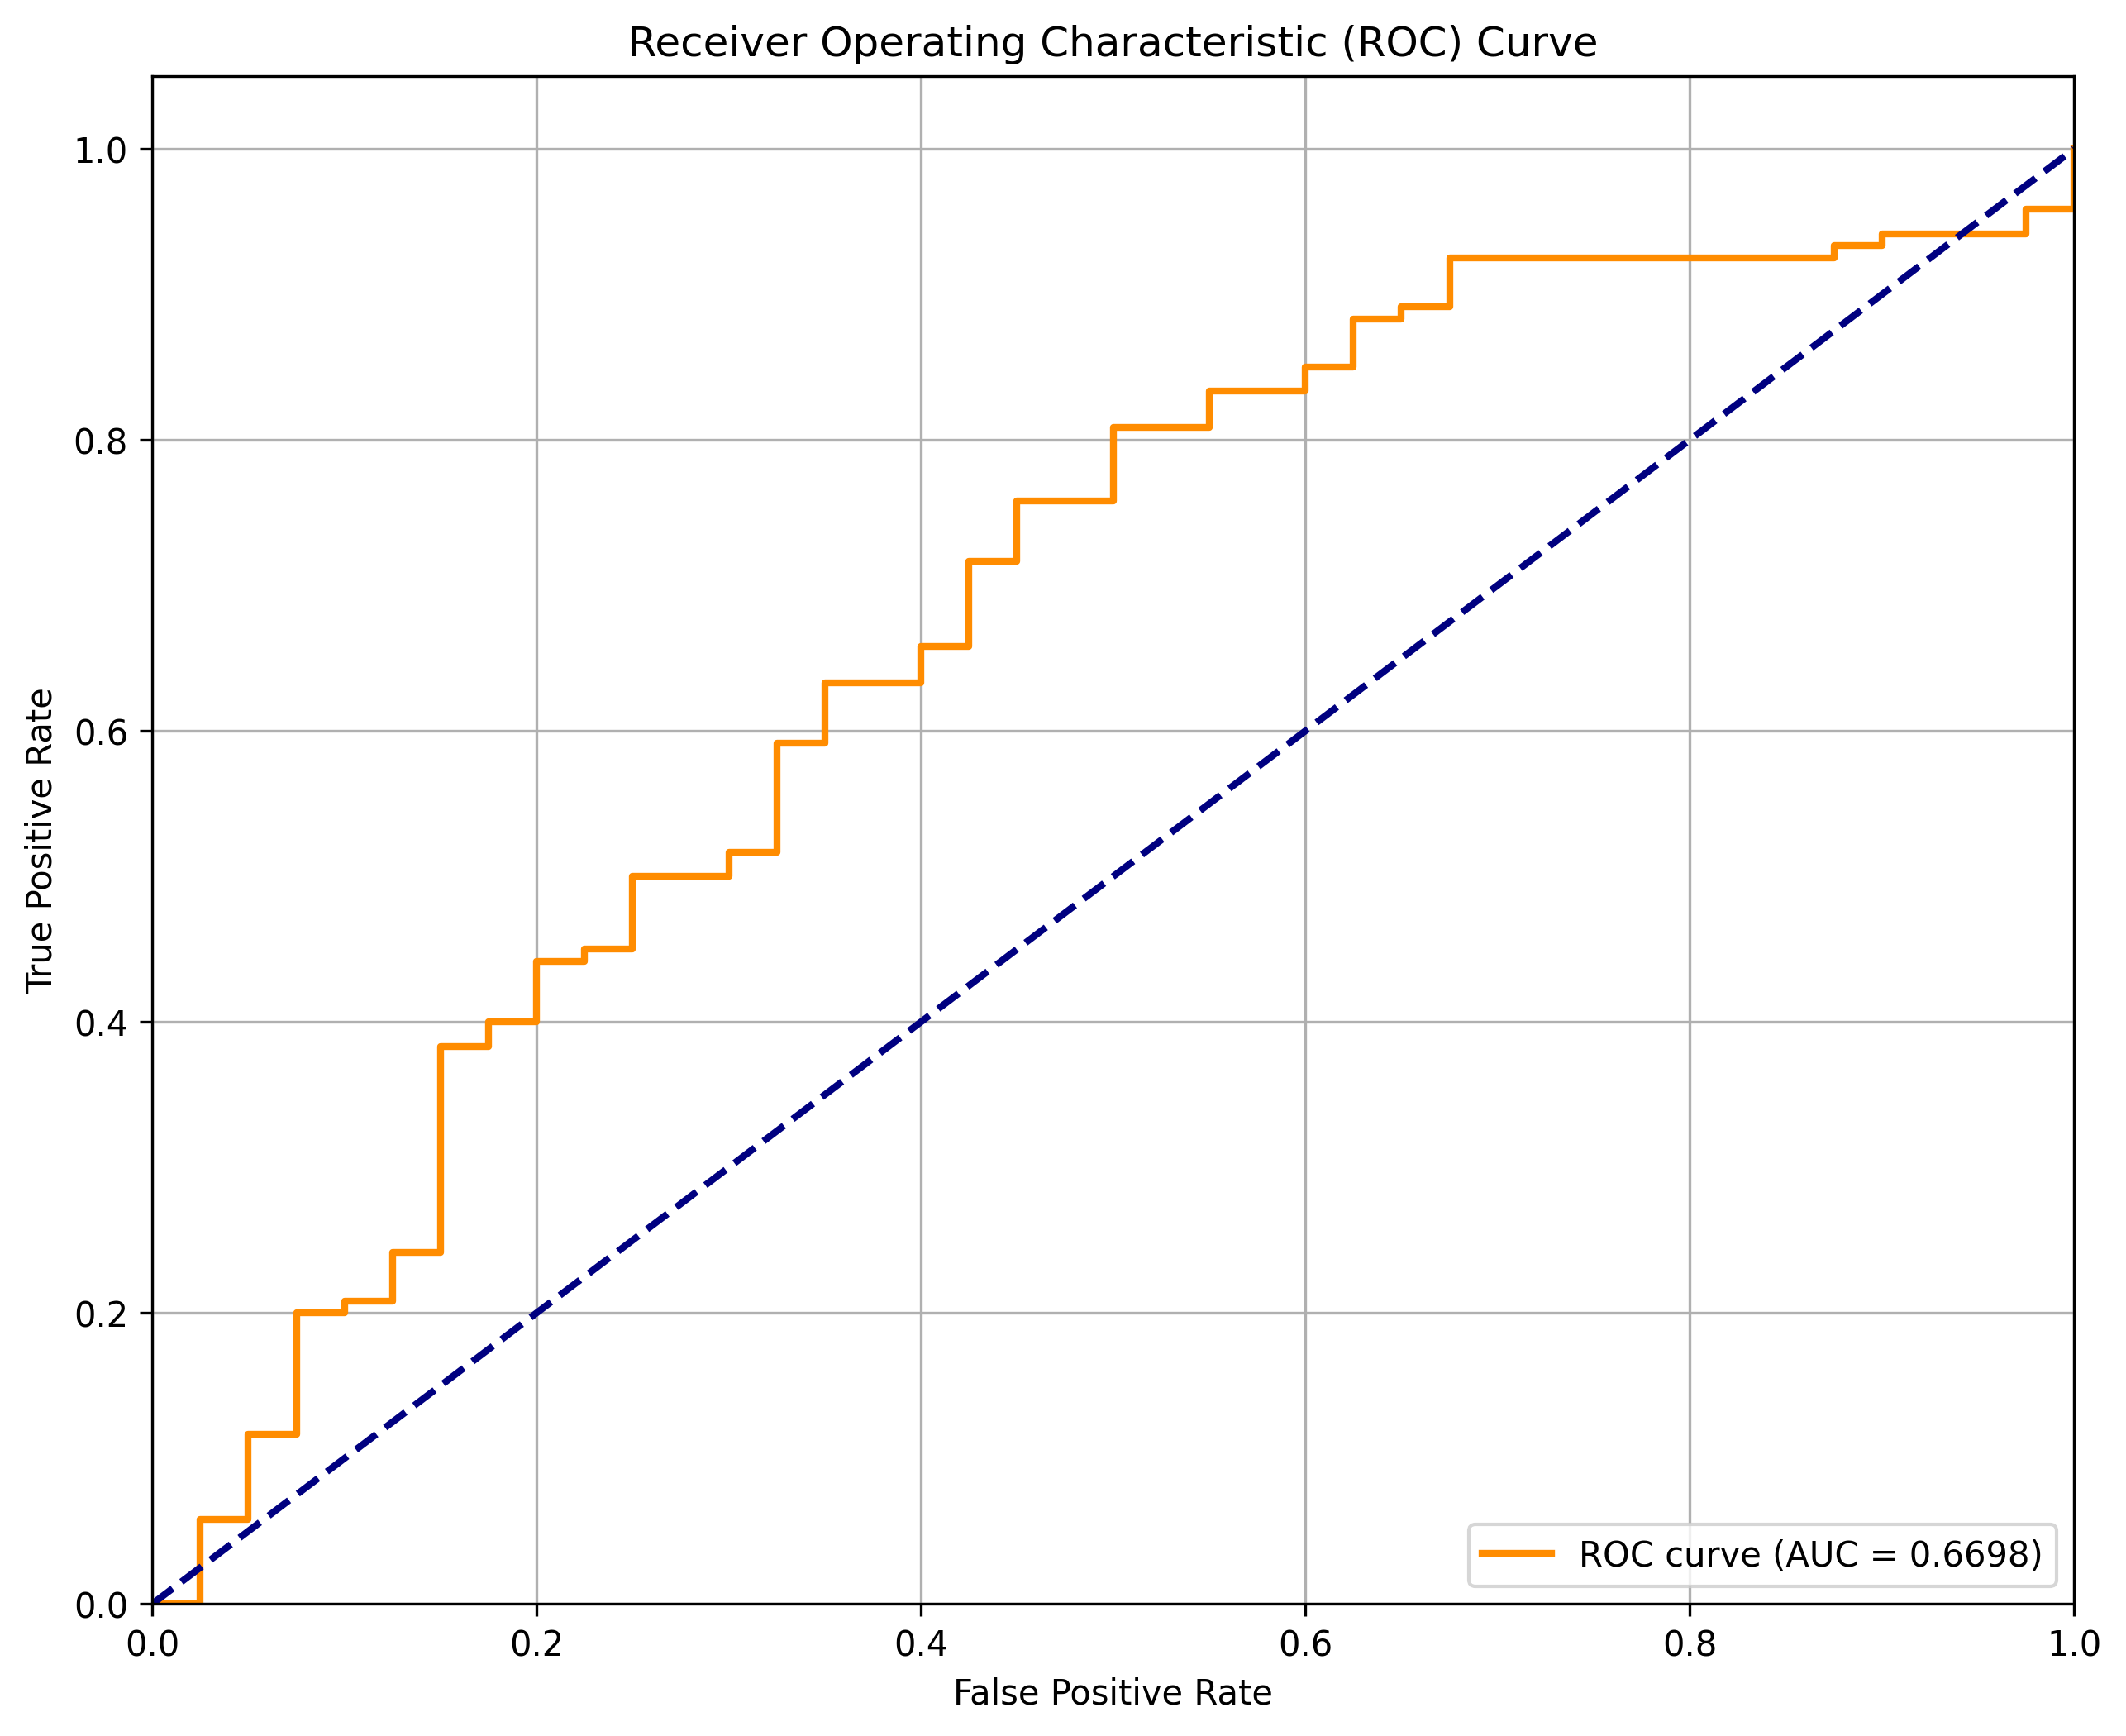 Receiver Operating Characteristic (ROC) Curve
1.0
0.8
0.6
0.4
0.2
0.0
True Positive Rate
ROC curve (AUC = 0.6698)
0.0 0.2 0.4 0.6 0.8 1.0
False Positive Rate